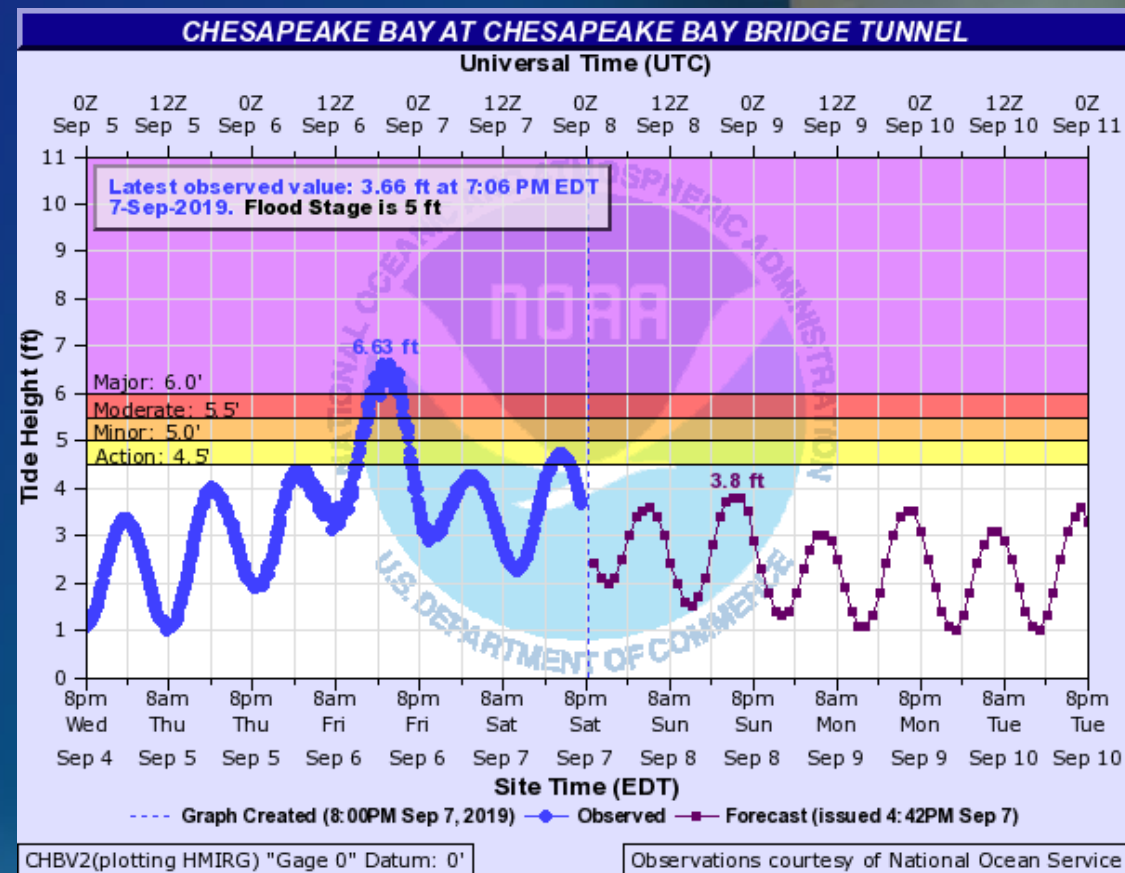 CHESAPEAKE BAY AT CHESAPEAKE BAY BRIDGE TUNNEL
Universal Time (UTC)
0Z 12Z 0Z 12Z 0Z 12Z 0Z 12Z 0Z 12Z 0Z 12Z 0Z
Sep 5 Sep 5 Sep 6 Sep 6 Sep 7 Sep 7 Sep 8 Sep 8 Sep 9 Sep 9 Sep 10 Sep 10 Sep 11
Latest observed value: 3.66 ft at 7:06 PM EDT
7-Sep-2019. Flood Stage is 5 ft
Tide Height (ft)
11
10
9
8
7
6
5
4
3
2
1
0
NATIONAL OCEANIC AND ATMOSPHERIC ADMINISTRATION
NOAA
U.S. DEPARTMENT OF COMMERCE
6.63 ft
Major: 6.0'
Moderate: 5.5'
Minor: 5.0'
Action: 4.5'
3.8 ft
8pm 8am 8pm 8am 8pm 8am 8pm 8am 8pm 8am 8pm 8am 8pm
Wed Thu Thu Fri Fri Sat Sat Sun Sun Mon Mon Tue Tue
Sep 4 Sep 5 Sep 5 Sep 6 Sep 6 Sep 7 Sep 7 Sep 8 Sep 8 Sep 9 Sep 9 Sep 10 Sep 10
Site Time (EDT)
Graph Created (8:00PM Sep 7, 2019) Observed Forecast (issued 4:42PM Sep 7)
CHBV2(plotting HMIRG) "Gage 0" Datum: 0'
Observations courtesy of National Ocean Service